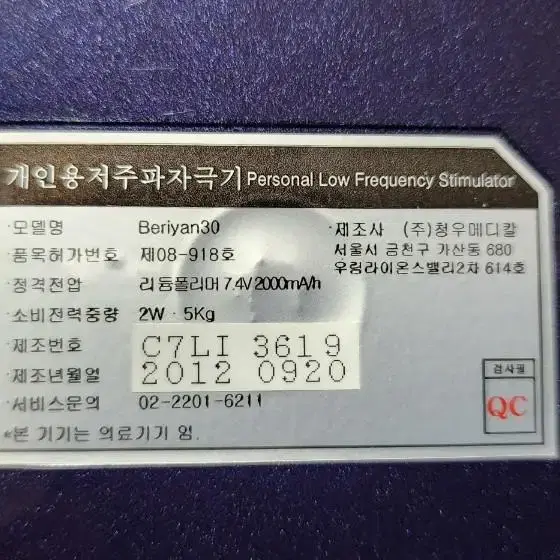 개인용저주파자극기 Personal Low Frequency Stimulator
·모델명 Beriyan30
·품목허가번호 제08-918호
·정격전압 리튬폴리머 7.4V 2000mA/h
·소비전력중량 2W · 5Kg
·제조번호 C7LI 3619
·제조년월일 2012 0920
·서비스문의 02-2201-6211
*본 기기는 의료기기 임.
·제조사 (주)청우메디칼
서울시 금천구 가산동 680
우림라이온스밸리2차 614호
검사필
QC